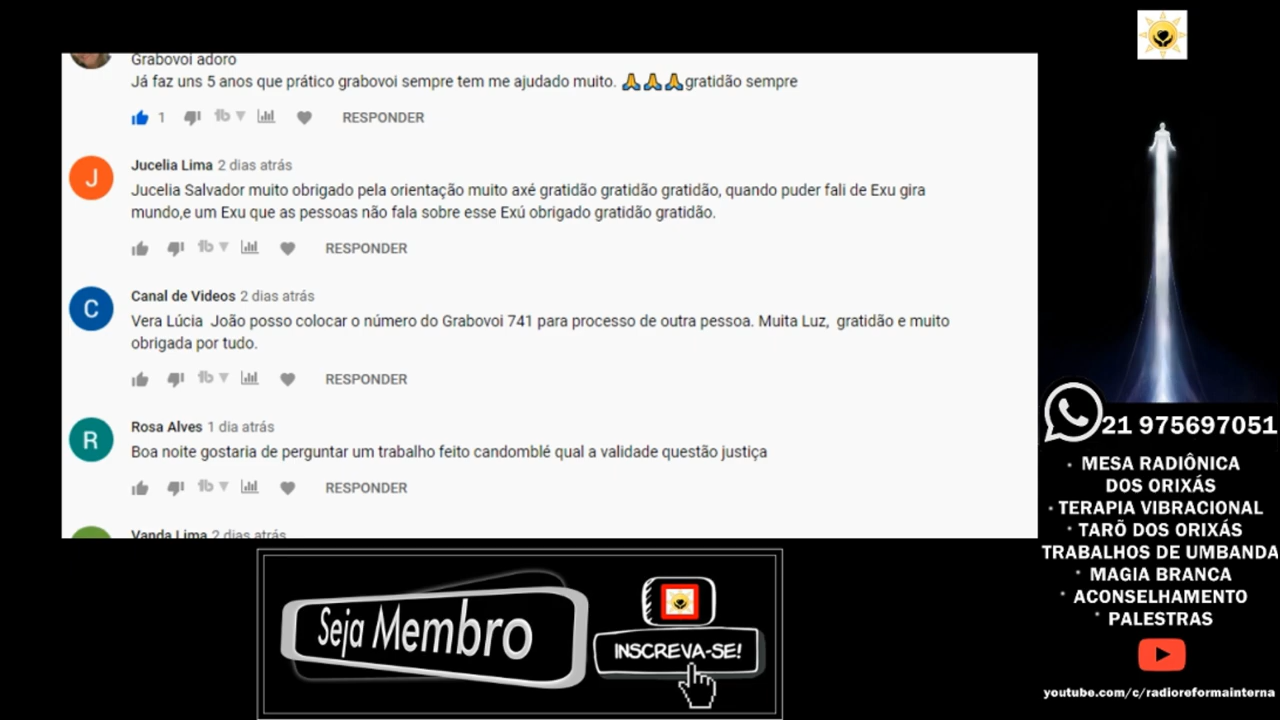 Grabovoi adoro
Já faz uns 5 anos que prático grabovoi sempre tem me ajudado muito. 🙏🙏🙏gratidão sempre
1 RESPONDER
J
Jucelia Lima 2 dias atrás
Jucelia Salvador muito obrigado pela orientação muito axé gratidão gratidão gratidão, quando puder fali de Exu gira
mundo,e um Exu que as pessoas não fala sobre esse Exú obrigado gratidão gratidão.
RESPONDER
C
Canal de Videos 2 dias atrás
Vera Lúcia João posso colocar o número do Grabovoi 741 para processo de outra pessoa. Muita Luz, gratidão e muito
obrigada por tudo.
RESPONDER
R
Rosa Alves 1 dia atrás
Boa noite gostaria de perguntar um trabalho feito candomblé qual a validade questão justiça
RESPONDER
Vanda Lima 2 dias atrás
Seja Membro
INSCREVA-SE!
21 975697051
· MESA RADIÔNICA
DOS ORIXÁS
· TERAPIA VIBRACIONAL
· TARÕ DOS ORIXÁS
TRABALHOS DE UMBANDA
· MAGIA BRANCA
· ACONSELHAMENTO
· PALESTRAS
youtube.com/c/radioreformainterna